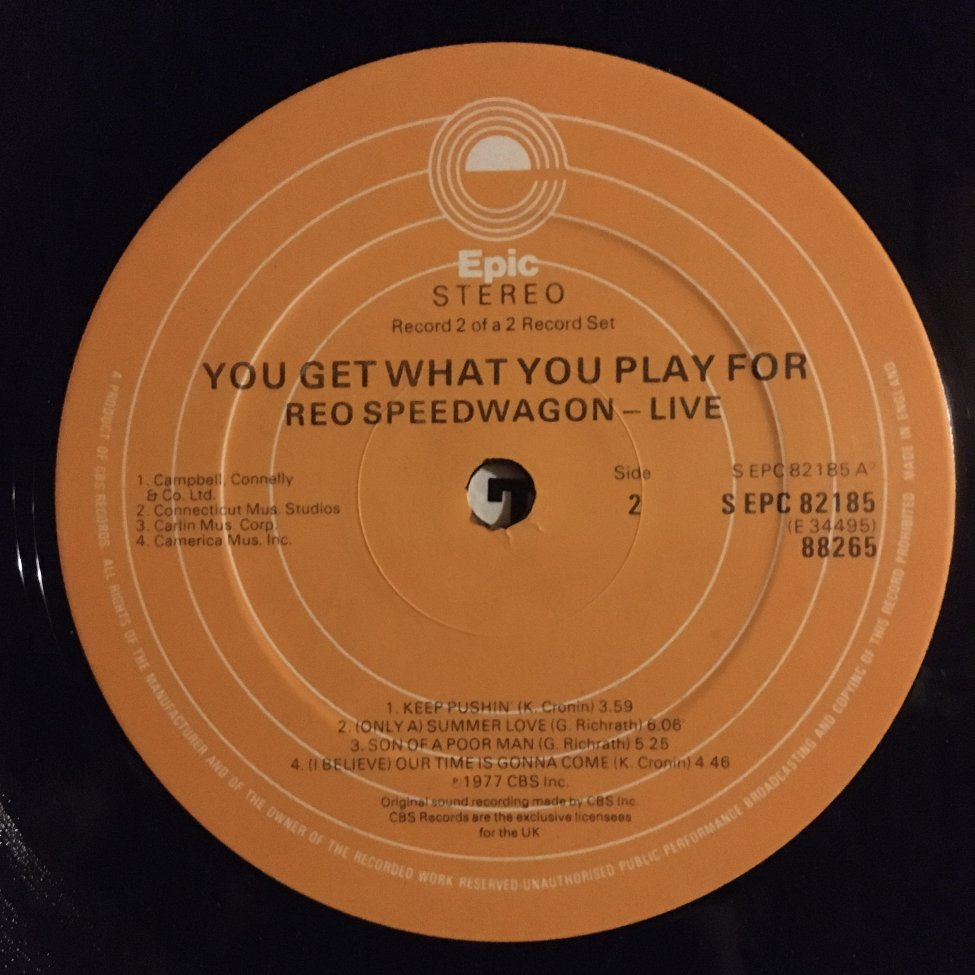 Epic
STEREO
Record 2 of a 2 Record Set
YOU GET WHAT YOU PLAY FOR
REO SPEEDWAGON – LIVE
1. Campbell, Connelly
& Co. Ltd.
2. Connecticut Mus. Studios
3. Carlin Mus. Corp.
4. Camerica Mus. Inc.
Side
2
S EPC 82185 A°
S EPC 82185
(E 34495)
88265
1. KEEP PUSHIN' (K. Cronin) 3.59
2. (ONLY A) SUMMER LOVE (G. Richrath) 6.06
3. SON OF A POOR MAN (G. Richrath) 5 25
4. (I BELIEVE) OUR TIME IS GONNA COME (K. Cronin) 4 46
℗1977 CBS Inc.
Original sound recording made by CBS Inc.
CBS Records are the exclusive licensees
for the UK
A PRODUCT OF CBS RECORDS. ALL RIGHTS OF THE MANUFACTURER AND OF THE OWNER OF THE RECORDED WORK RESERVED·UNAUTHORISED PUBLIC PERFORMANCE BROADCASTING AND COPYING OF THIS RECORD PROHIBITED MADE IN ENGLAND